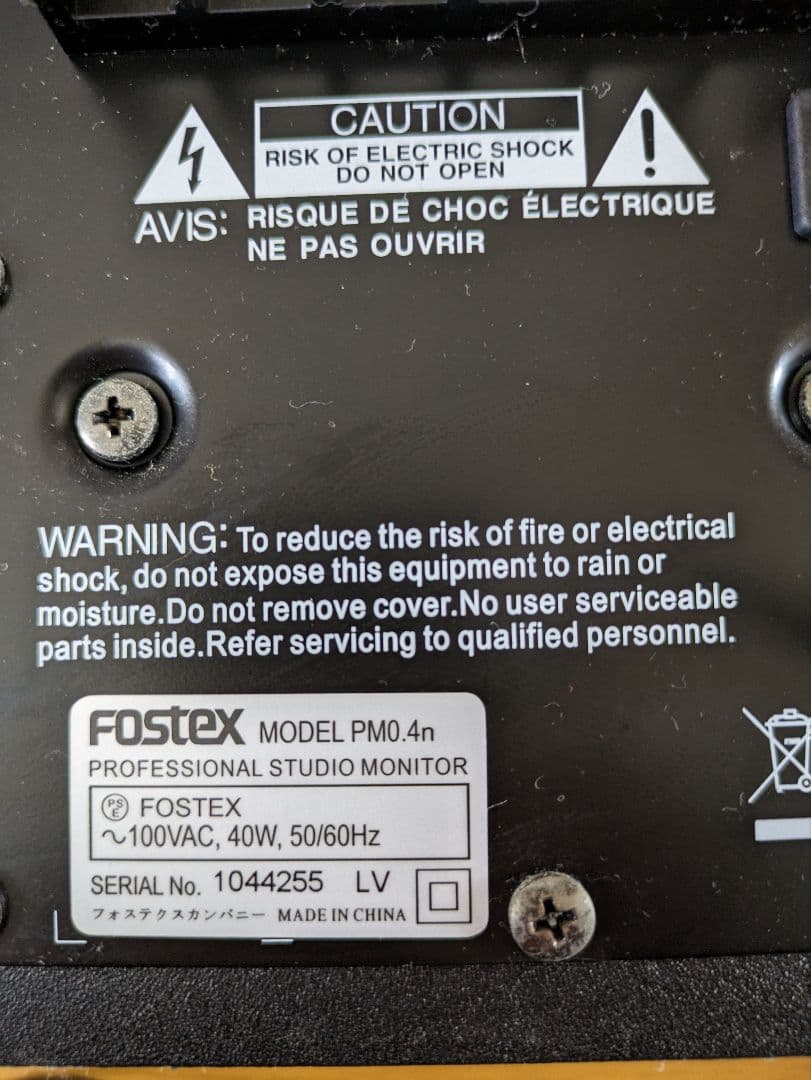 CAUTION
RISK OF ELECTRIC SHOCK
DO NOT OPEN
AVIS: RISQUE DE CHOC ÉLECTRIQUE
NE PAS OUVRIR
WARNING: To reduce the risk of fire or electrical
shock, do not expose this equipment to rain or
moisture.Do not remove cover.No user serviceable
parts inside.Refer servicing to qualified personnel.
FOSTEX MODEL PM0.4n
PROFESSIONAL STUDIO MONITOR
PSE FOSTEX
~100VAC, 40W, 50/60Hz
SERIAL No. 1044255 LV
フォステクスカンパニー MADE IN CHINA